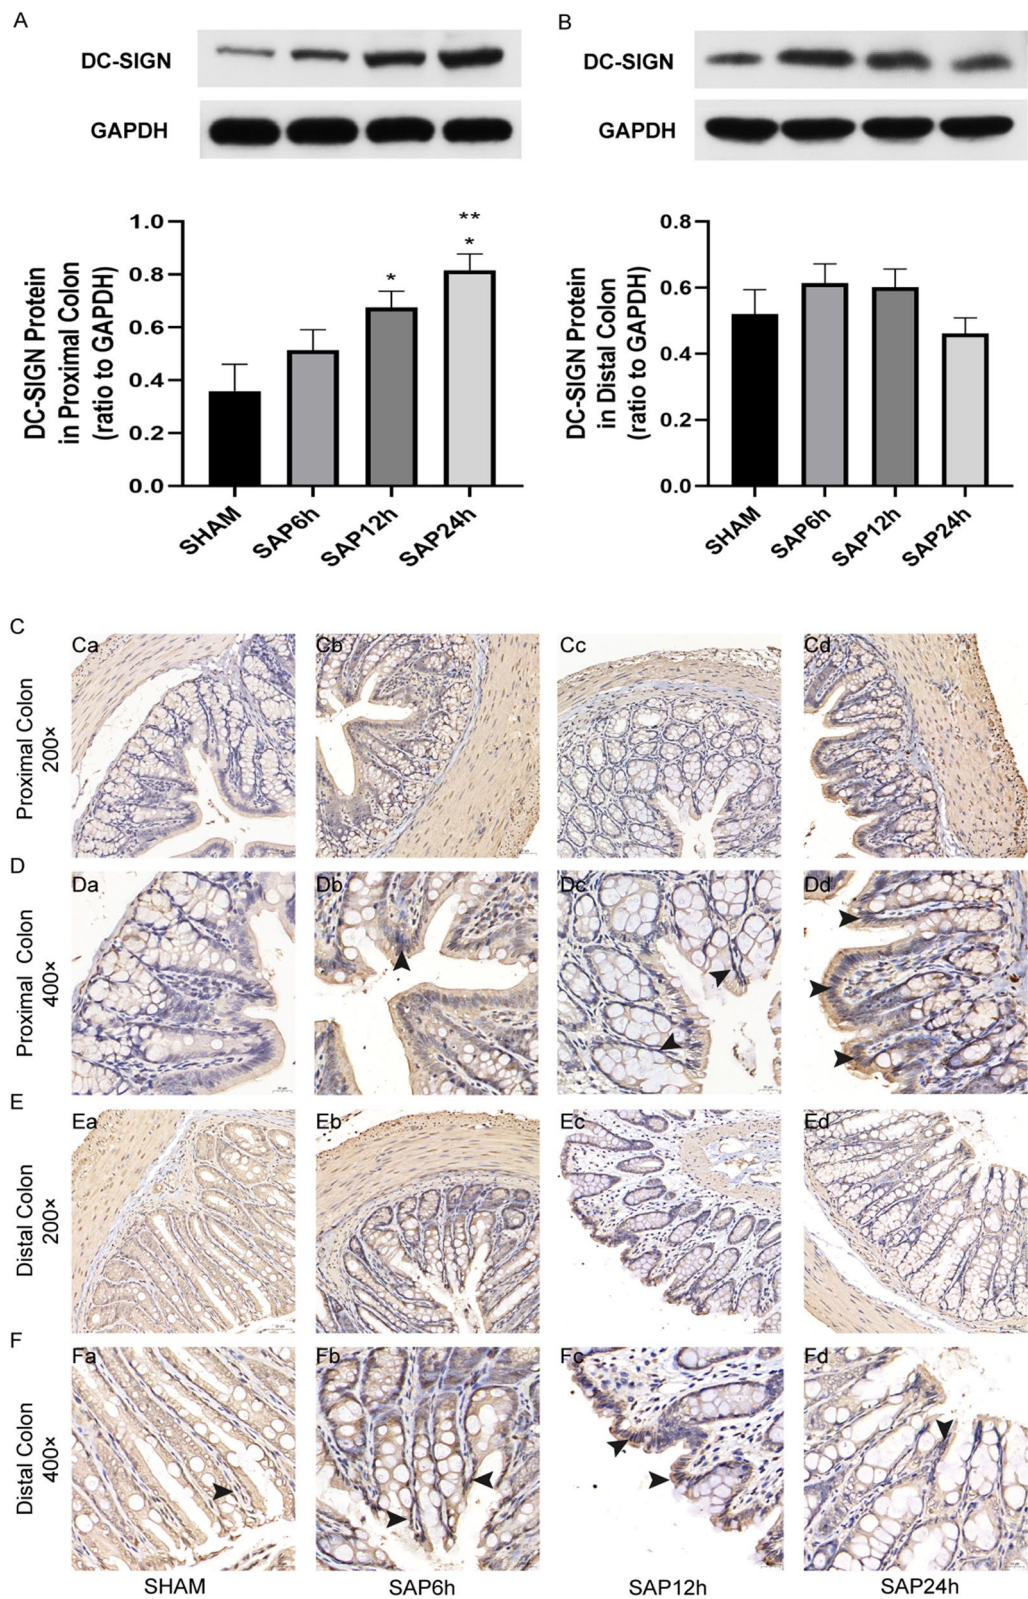 A
B
DC-SIGN
GAPDH
DC-SIGN
GAPDH
DC-SIGN Protein
in Proximal Colon
(ratio to GAPDH)
1.0
0.8
0.6
0.4
0.2
0.0
*
**
*
SHAM
SAP6h
SAP12h
SAP24h
DC-SIGN Protein
in Distal Colon
(ratio to GAPDH)
0.8
0.6
0.4
0.2
0.0
SHAM
SAP6h
SAP12h
SAP24h
C
Proximal Colon
200×
Ca
Cb
Cc
Cd
D
Proximal Colon
400×
Da
Db
Dc
Dd
E
Distal Colon
200×
Ea
Eb
Ec
Ed
F
Distal Colon
400×
Fa
Fb
Fc
Fd
SHAM
SAP6h
SAP12h
SAP24h